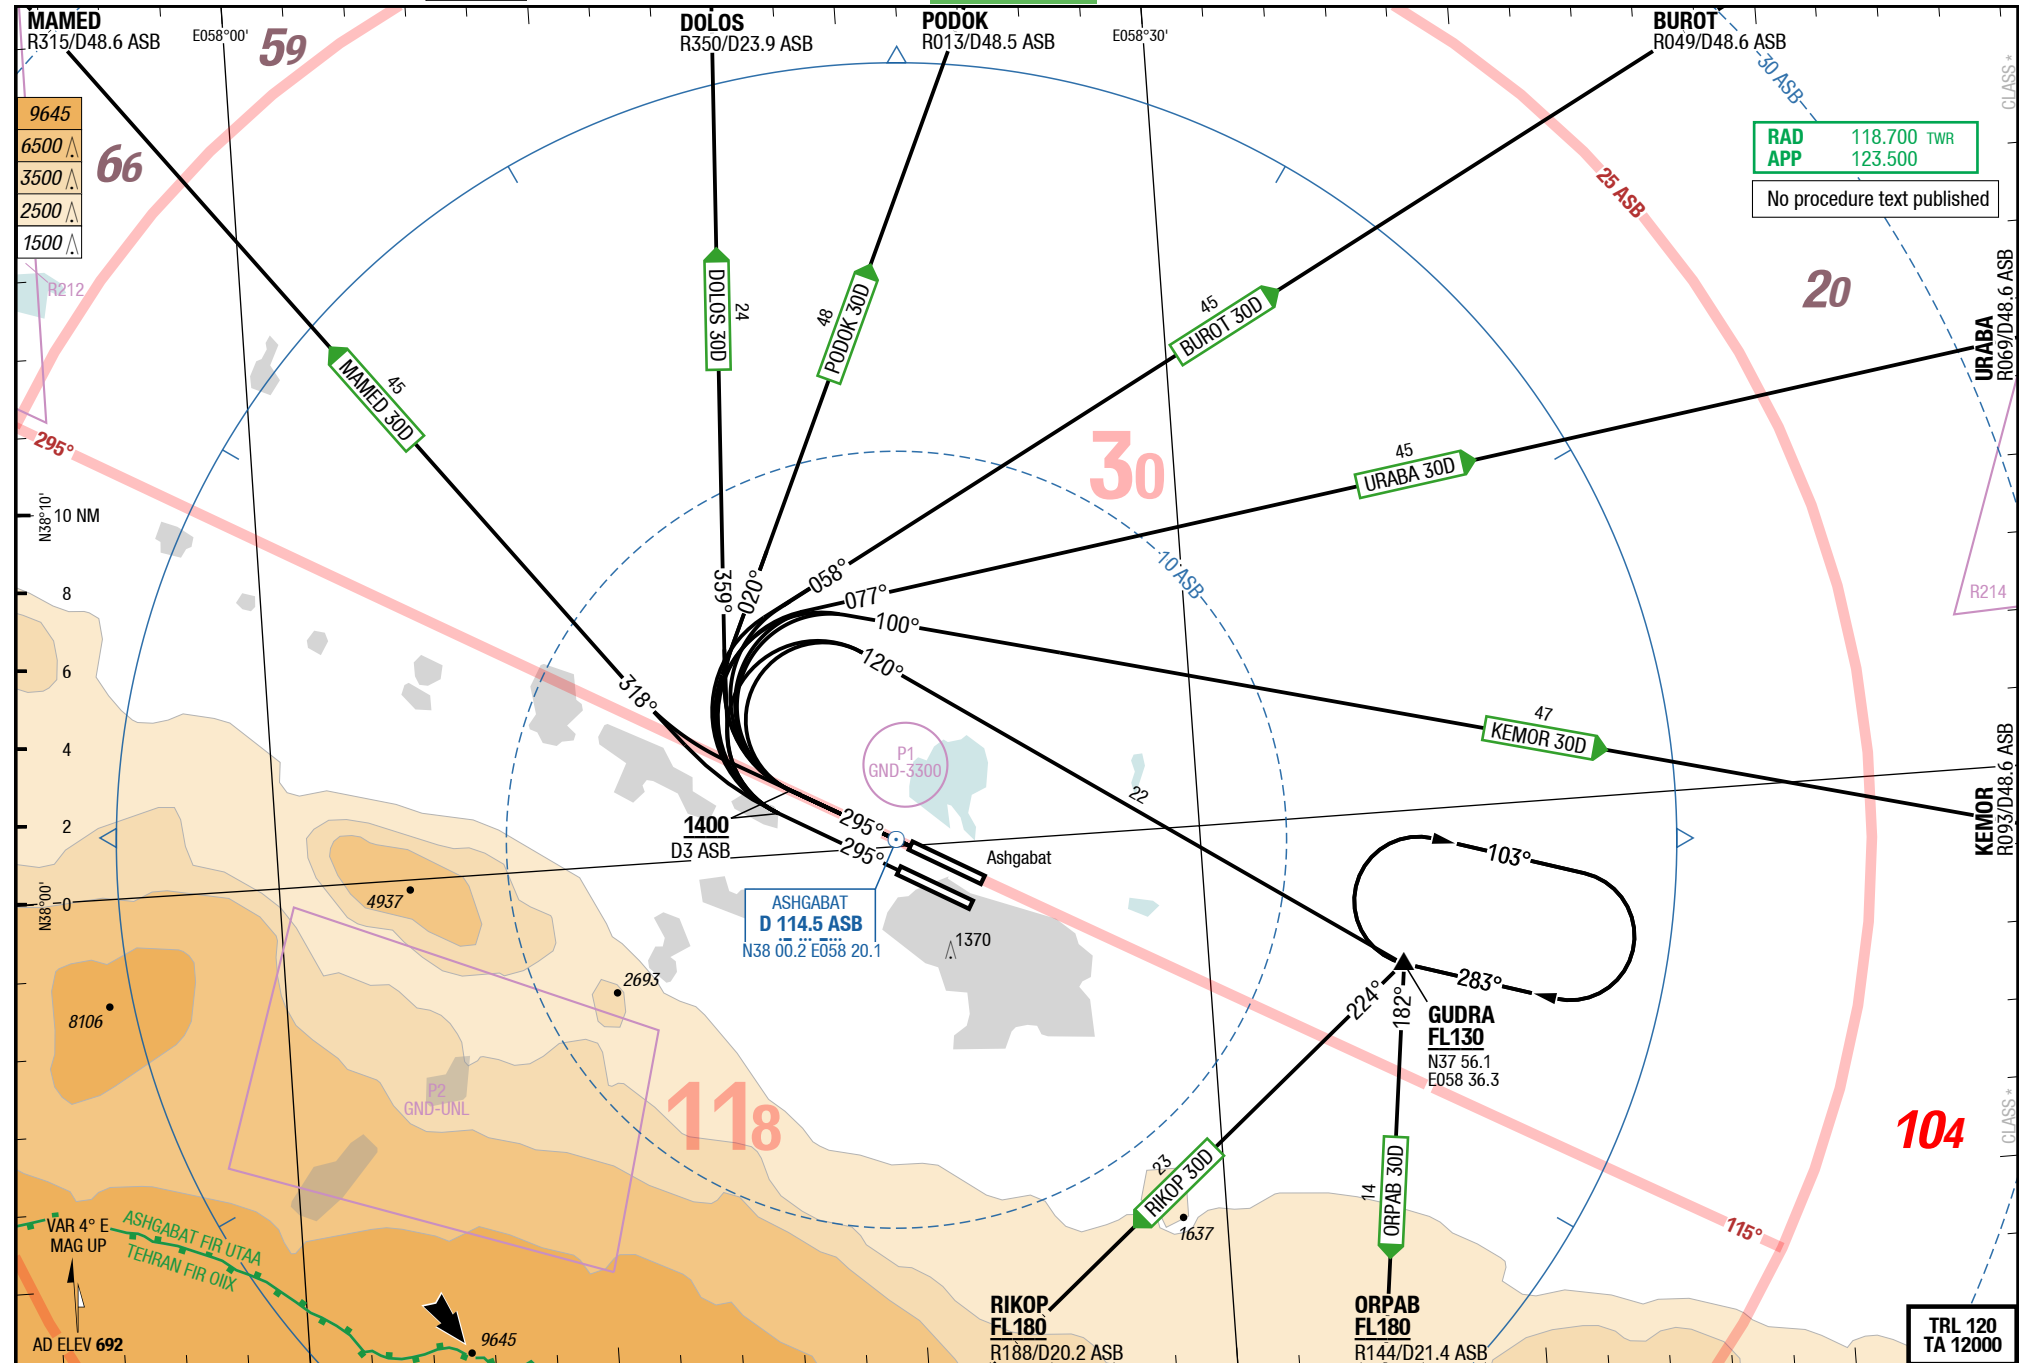 MAMED
R315/D48.6 ASB
E058°00'
59
DOLOS
R350/D23.9 ASB
PODOK
R013/D48.5 ASB
E058°30'
BUROT
R049/D48.6 ASB
30 ASB
CLASS *
9645
6500
3500
2500
1500
66
RAD 118.700 TWR
APP 123.500
No procedure text published
25 ASB
R212
20
URABA
R069/D48.6 ASB
DOLOS 30D
24
PODOK 30D
48
BUROT 30D
45
MAMED 30D
45
URABA 30D
45
295°
30
N38°10'
10 NM
8
6
4
2
0
N38°00'
10 ASB
R214
359°
020°
058°
077°
100°
120°
318°
KEMOR 30D
47
KEMOR
R093/D48.6 ASB
P1
GND-3300
22
1400
D3 ASB
295°
295°
Ashgabat
103°
4937
ASHGABAT
D 114.5 ASB
N38 00.2 E058 20.1
1370
2693
8106
283°
224°
182°
GUDRA
FL130
N37 56.1
E058 36.3
P2
GND-UNL
118
104
CLASS *
RIKOP 30D
23
ORPAB 30D
14
1637
115°
VAR 4° E
MAG UP
ASHGABAT FIR UTAA
TEHRAN FIR OIIX
AD ELEV 692
9645
RIKOP
FL180
R188/D20.2 ASB
ORPAB
FL180
R144/D21.4 ASB
TRL 120
TA 12000